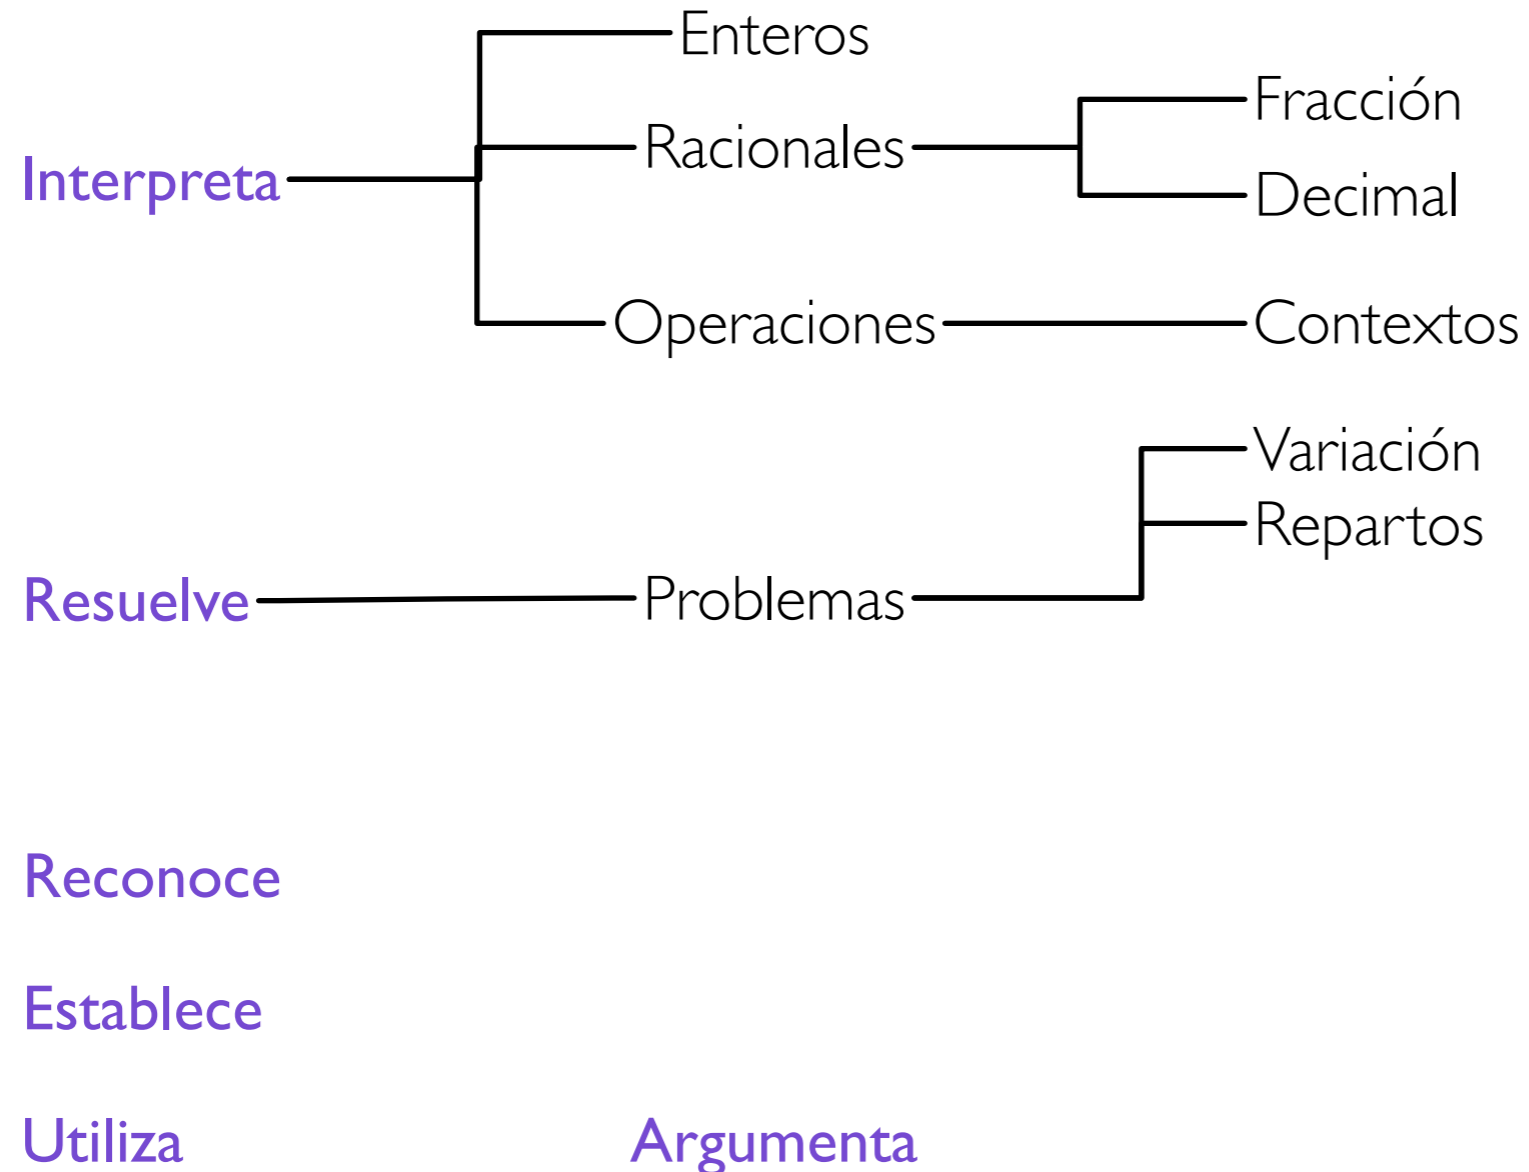 Enteros
Fracción
Interpreta
Racionales
Decimal
Operaciones
Contextos
Variación
Repartos
Resuelve
Problemas
Reconoce
Establece
Utiliza
Argumenta